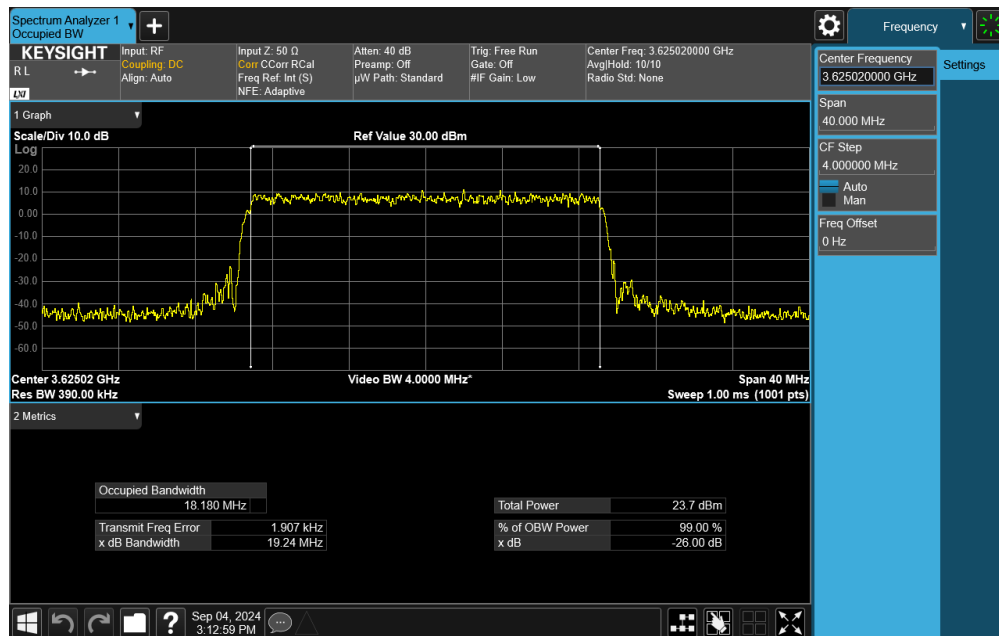 Spectrum Analyzer 1
Occupied BW
Frequency
KEYSIGHT
R L
LXI
Input: RF
Coupling: DC
Align: Auto
Input Z: 50 Ω
Corr CCorr RCal
Freq Ref: Int (S)
NFE: Adaptive
Atten: 40 dB
Preamp: Off
µW Path: Standard
Trig: Free Run
Gate: Off
#IF Gain: Low
Center Freq: 3.625020000 GHz
Avg|Hold: 10/10
Radio Std: None
Center Frequency
3.625020000 GHz
Settings
Span
40.000 MHz
CF Step
4.000000 MHz
Auto
Man
Freq Offset
0 Hz
1 Graph
Scale/Div 10.0 dB
Ref Value 30.00 dBm
Log
20.0
10.0
0.00
-10.0
-20.0
-30.0
-40.0
-50.0
-60.0
Center 3.62502 GHz
Video BW 4.0000 MHz*
Span 40 MHz
Res BW 390.00 kHz
Sweep 1.00 ms (1001 pts)
2 Metrics
Occupied Bandwidth
18.180 MHz
Total Power 23.7 dBm
Transmit Freq Error 1.907 kHz
% of OBW Power 99.00 %
x dB Bandwidth 19.24 MHz
x dB -26.00 dB
?
Sep 04, 2024
3:12:59 PM